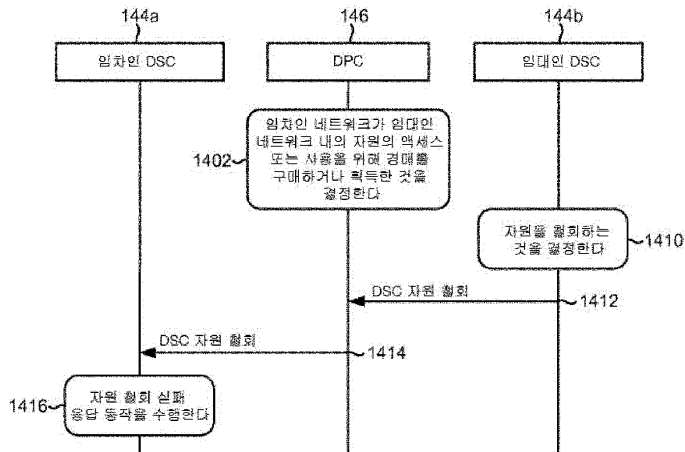 144a
146
144b
임차인 DSC
DPC
임대인 DSC
임차인 네트워크가 임대인
네트워크 내의 자원의 액세스
또는 사용을 위해 경매를
구매하거나 획득한 것을
결정한다
1402
자원을 철회하는
것을 결정한다
1410
DSC 자원 철회
1412
DSC 자원 철회
1414
자원 철회 실패
응답 동작을 수행한다
1416